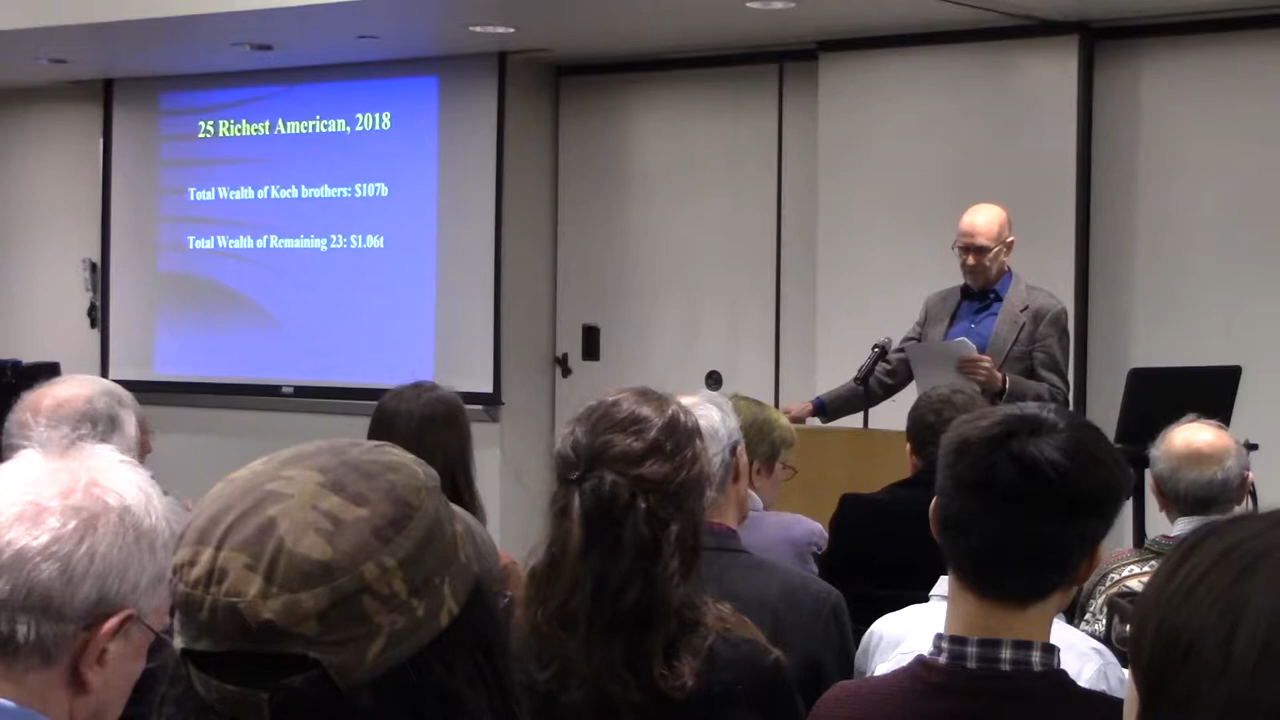 25 Richest American, 2018
Total Wealth of Koch brothers: $107b
Total Wealth of Remaining 23: $1.06t